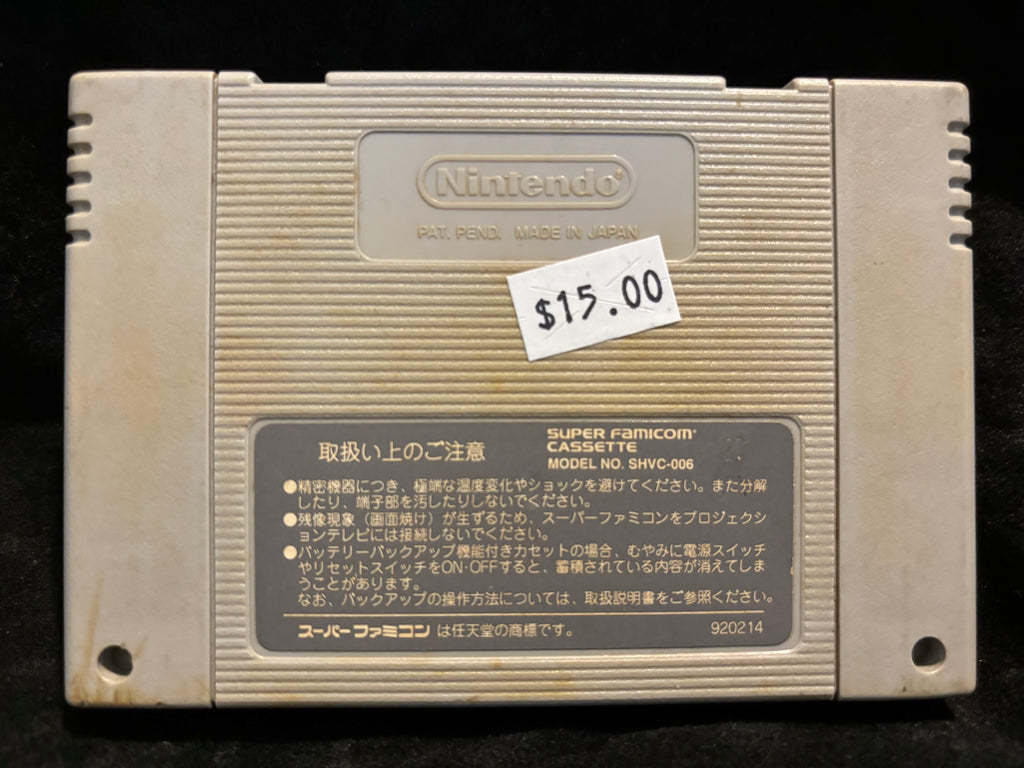 Nintendo®
PAT. PEND. MADE IN JAPAN
$15.00
取扱い上のご注意
SUPER FAMICOM
CASSETTE
MODEL NO. SHVC-006
●精密機器につき、極端な温度変化やショックを避けてください。また分解
したり、端子部を汚したりしないでください。
●残像現象（画面焼け）が生ずるため、スーパーファミコンをプロジェクシ
ョンテレビには接続しないでください。
●バッテリーバックアップ機能付きカセットの場合、むやみに電源スイッチ
やリセットスイッチをON・OFFすると、蓄積されている内容が消えてしま
うことがあります。
なお、バックアップの操作方法については、取扱説明書をご参照ください。
スーパーファミコン は任天堂の商標です。
920214